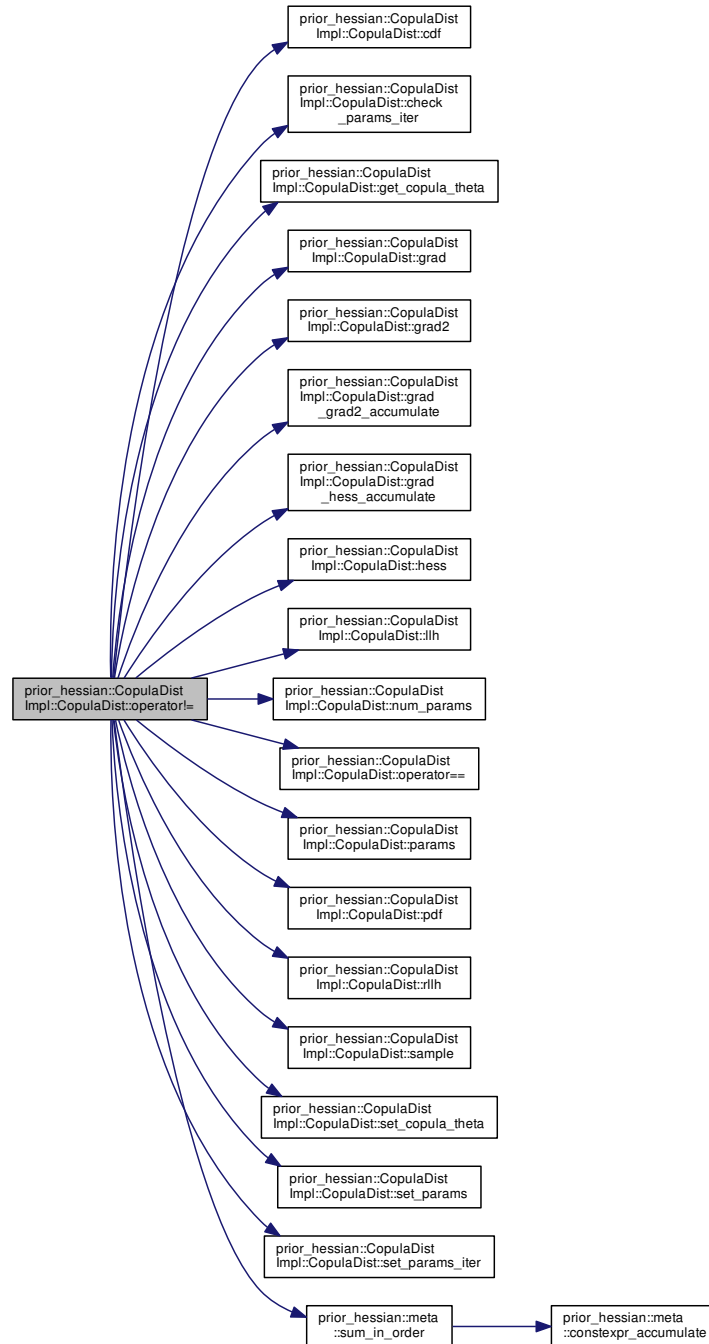 prior_hessian::CopulaDist
Impl::CopulaDist::cdf
prior_hessian::CopulaDist
Impl::CopulaDist::check
_params_iter
prior_hessian::CopulaDist
Impl::CopulaDist::get_copula_theta
prior_hessian::CopulaDist
Impl::CopulaDist::grad
prior_hessian::CopulaDist
Impl::CopulaDist::grad2
prior_hessian::CopulaDist
Impl::CopulaDist::grad
_grad2_accumulate
prior_hessian::CopulaDist
Impl::CopulaDist::grad
_hess_accumulate
prior_hessian::CopulaDist
Impl::CopulaDist::hess
prior_hessian::CopulaDist
Impl::CopulaDist::llh
prior_hessian::CopulaDist
Impl::CopulaDist::operator!=
prior_hessian::CopulaDist
Impl::CopulaDist::num_params
prior_hessian::CopulaDist
Impl::CopulaDist::operator==
prior_hessian::CopulaDist
Impl::CopulaDist::params
prior_hessian::CopulaDist
Impl::CopulaDist::pdf
prior_hessian::CopulaDist
Impl::CopulaDist::rllh
prior_hessian::CopulaDist
Impl::CopulaDist::sample
prior_hessian::CopulaDist
Impl::CopulaDist::set_copula_theta
prior_hessian::CopulaDist
Impl::CopulaDist::set_params
prior_hessian::CopulaDist
Impl::CopulaDist::set_params_iter
prior_hessian::meta
::sum_in_order
prior_hessian::meta
::constexpr_accumulate